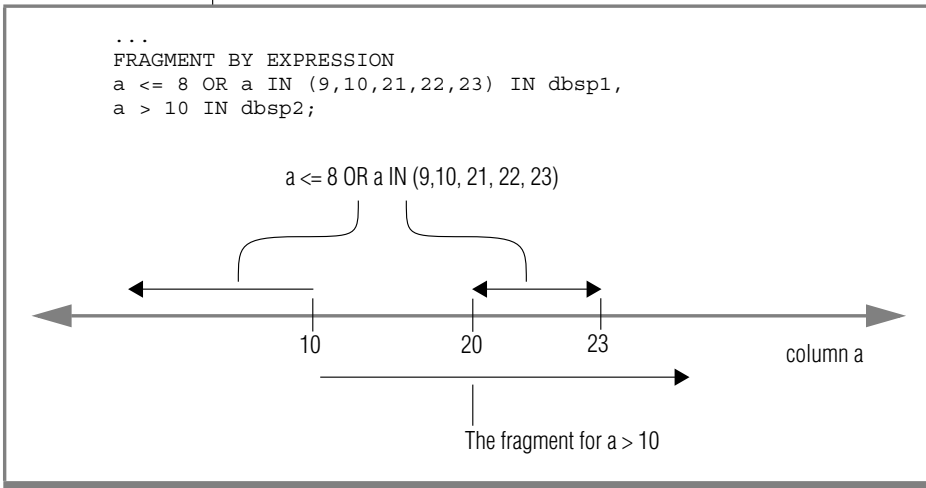 ...
FRAGMENT BY EXPRESSION
a <= 8 OR a IN (9,10,21,22,23) IN dbsp1,
a > 10 IN dbsp2;
a <= 8 OR a IN (9,10, 21, 22, 23)
10 20 23
column a
The fragment for a > 10